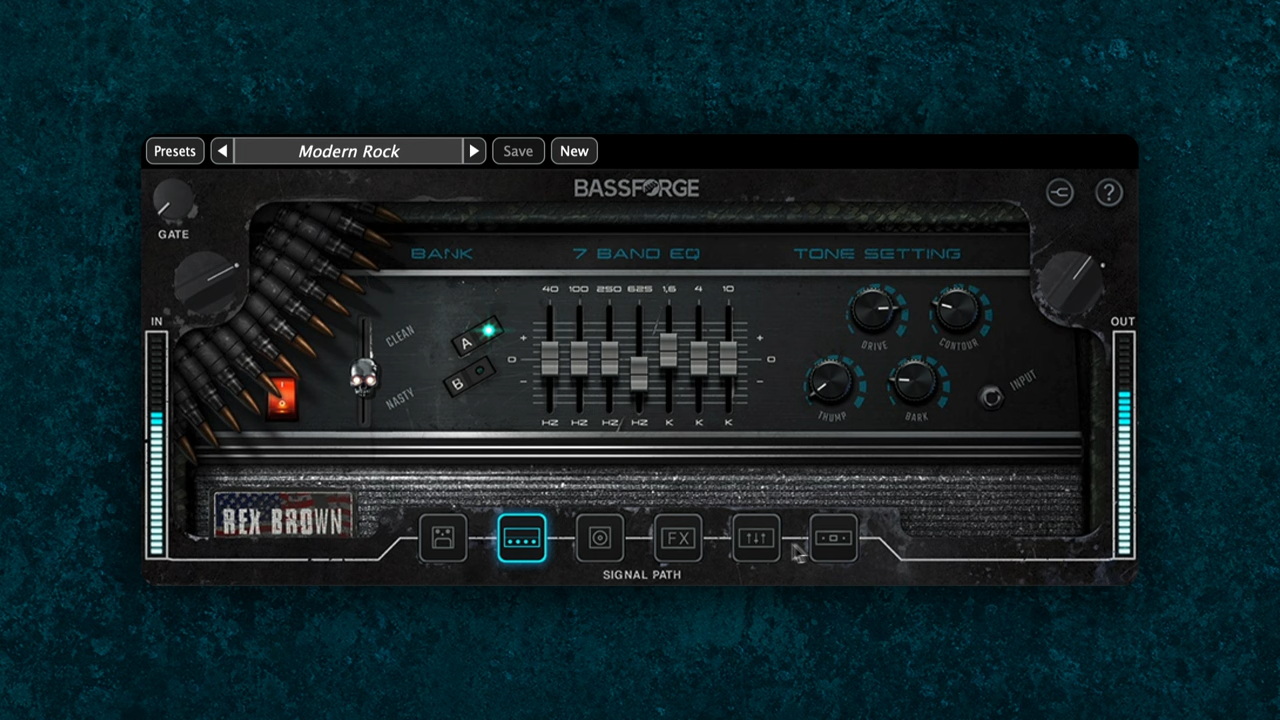 Presets
Modern Rock
Save
New
BASSFORGE
?
GATE
BANK
7 BAND EQ
TONE SETTING
40 100 250 625 1,6 4 10
IN
OUT
CLEAN
A
+
+
DRIVE
CONTOUR
0
0
B
NASTY
-
-
INPUT
THUMP
BARK
HZ HZ HZ HZ K K K
REX BROWN
FX
SIGNAL PATH